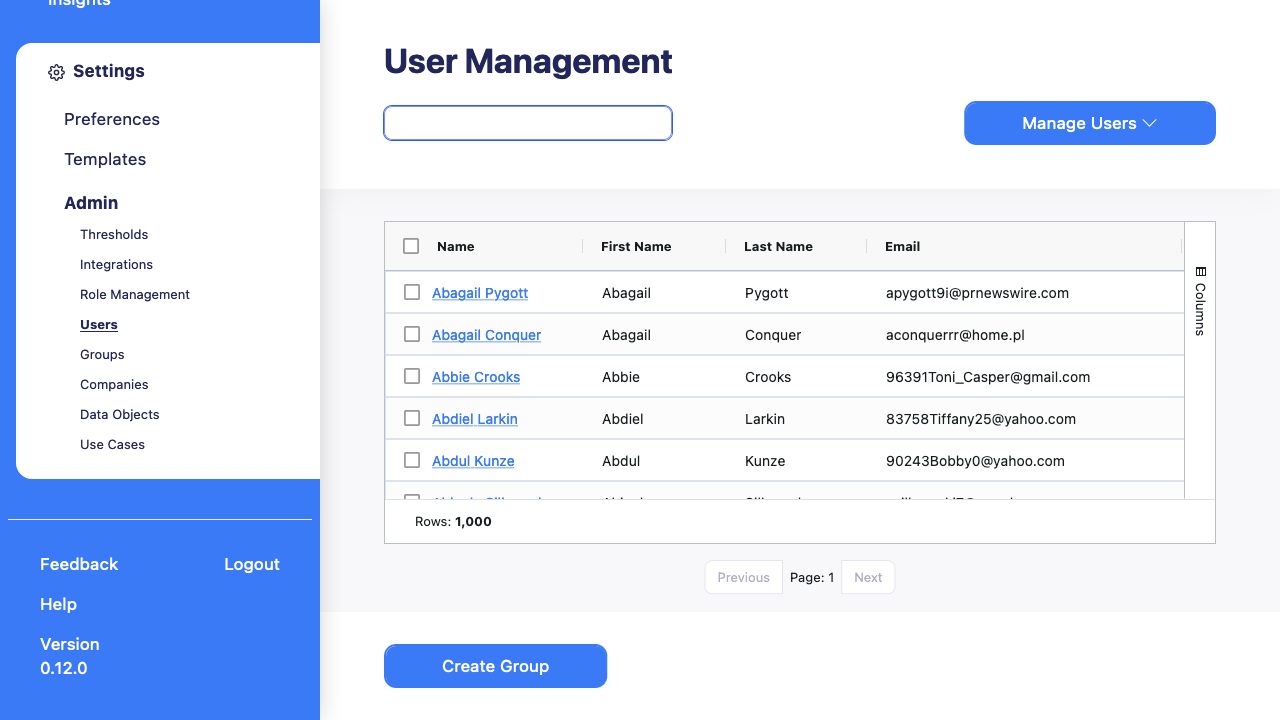 Insights
Settings
Preferences
Templates
Admin
Thresholds
Integrations
Role Management
Users
Groups
Companies
Data Objects
Use Cases
Feedback Logout
Help
Version
0.12.0
User Management
Manage Users
Name First Name Last Name Email
Abagail Pygott Abagail Pygott apygott9i@prnewswire.com
Abagail Conquer Abagail Conquer aconquerrr@home.pl
Abbie Crooks Abbie Crooks 96391Toni_Casper@gmail.com
Abdiel Larkin Abdiel Larkin 83758Tiffany25@yahoo.com
Abdul Kunze Abdul Kunze 90243Bobby0@yahoo.com
Columns
Rows: 1,000
Previous Page: 1 Next
Create Group